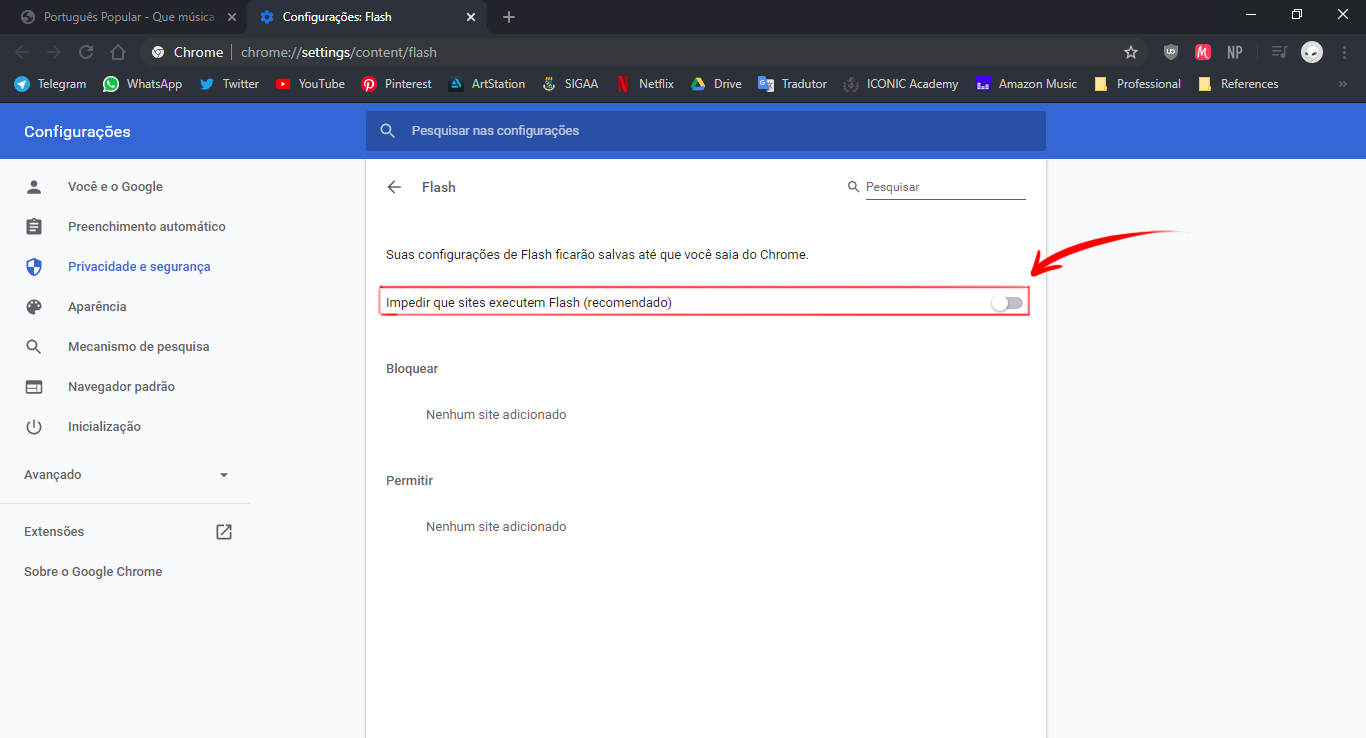 Português Popular - Que música
Configurações: Flash
Chrome
chrome://settings/content/flash
Telegram
WhatsApp
Twitter
YouTube
Pinterest
ArtStation
SIGAA
Netflix
Drive
Tradutor
ICONIC Academy
Amazon Music
Professional
References
Configurações
Pesquisar nas configurações
Você e o Google
Preenchimento automático
Privacidade e segurança
Aparência
Mecanismo de pesquisa
Navegador padrão
Inicialização
Avançado
Extensões
Sobre o Google Chrome
Flash
Pesquisar
Suas configurações de Flash ficarão salvas até que você saia do Chrome.
Impedir que sites executem Flash (recomendado)
Bloquear
Nenhum site adicionado
Permitir
Nenhum site adicionado